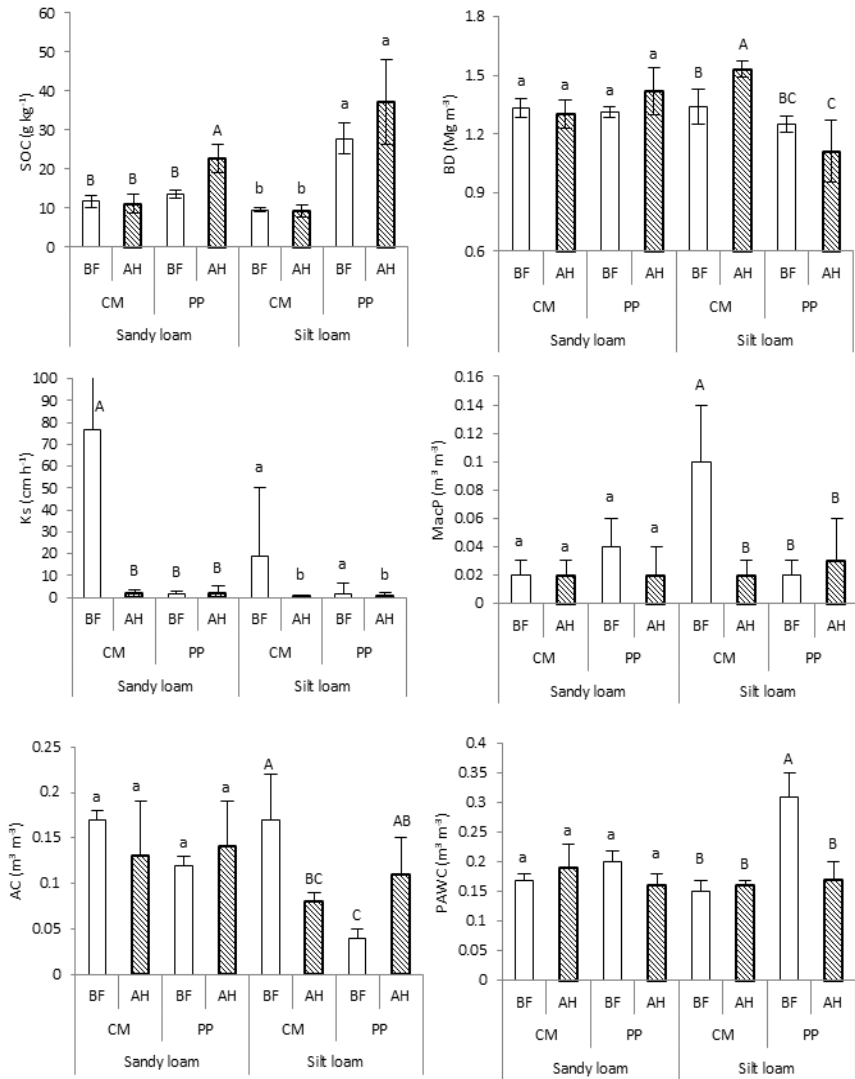 60
50
40
30
20
10
0
SOC (g kg⁻¹)
B
B
B
A
b
b
a
a
BF AH BF AH BF AH BF AH
CM PP CM PP
Sandy loam Silt loam
1.8
1.5
1.2
0.9
0.6
BD (Mg m⁻³)
a
a
a
a
B
A
BC
C
BF AH BF AH BF AH BF AH
CM PP CM PP
Sandy loam Silt loam
100
90
80
70
60
50
40
30
20
10
0
Ks (cm h⁻¹)
A
B
B
B
a
b
a
b
BF AH BF AH BF AH BF AH
CM PP CM PP
Sandy loam Silt loam
0.16
0.14
0.12
0.1
0.08
0.06
0.04
0.02
0
MacP (m³ m⁻³)
a
a
a
a
A
B
B
B
BF AH BF AH BF AH BF AH
CM PP CM PP
Sandy loam Silt loam
0.25
0.2
0.15
0.1
0.05
0
AC (m³ m⁻³)
a
a
a
a
A
BC
C
AB
BF AH BF AH BF AH BF AH
CM PP CM PP
Sandy loam Silt loam
0.4
0.35
0.3
0.25
0.2
0.15
0.1
0.05
0
PAWC (m³ m⁻³)
a
a
a
a
B
B
A
B
BF AH BF AH BF AH BF AH
CM PP CM PP
Sandy loam Silt loam